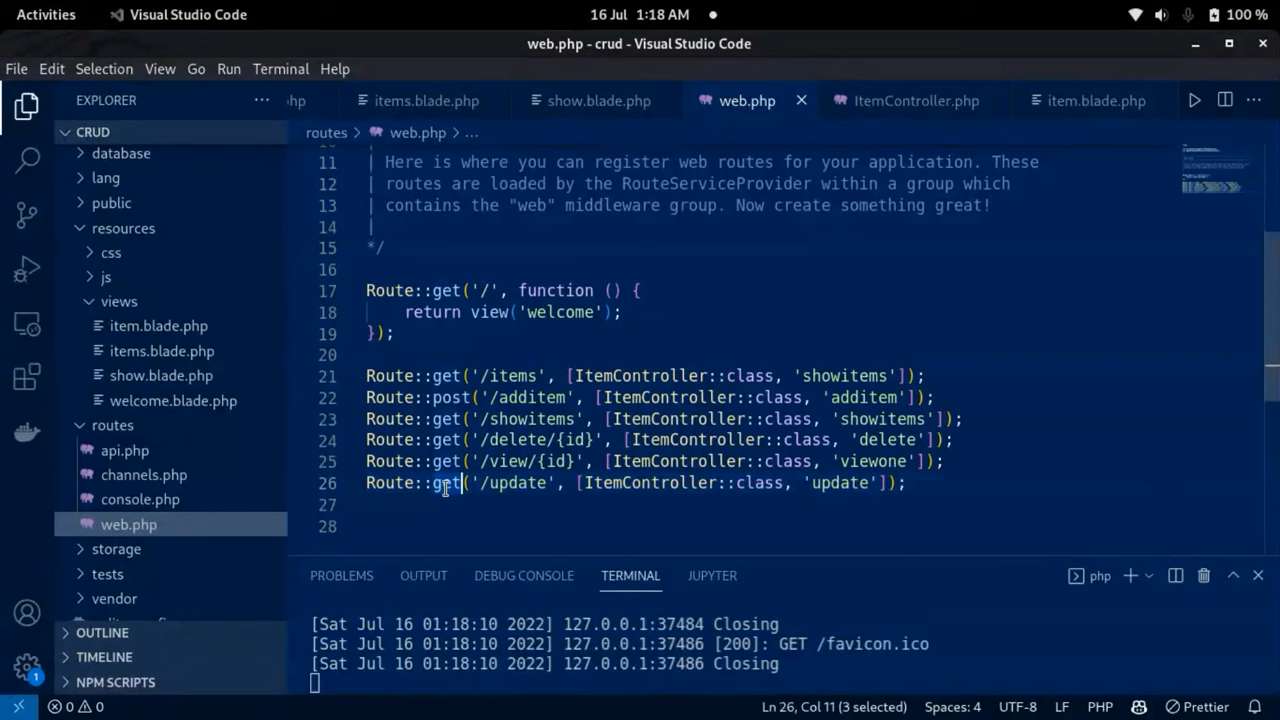 Activities Visual Studio Code 16 Jul 1:18 AM 100 %
web.php - crud - Visual Studio Code
File Edit Selection View Go Run Terminal Help
EXPLORER ··· hp items.blade.php show.blade.php web.php ItemController.php item.blade.php ···
CRUD
database
lang
public
resources
css
js
views
item.blade.php
items.blade.php
show.blade.php
welcome.blade.php
routes
api.php
channels.php
console.php
web.php
storage
tests
vendor
OUTLINE
TIMELINE
NPM SCRIPTS
1
routes > web.php > ...
11 | Here is where you can register web routes for your application. These
12 | routes are loaded by the RouteServiceProvider within a group which
13 | contains the "web" middleware group. Now create something great!
14 |
15 */
16
17 Route::get('/', function () {
18 return view('welcome');
19 });
20
21 Route::get('/items', [ItemController::class, 'showitems']);
22 Route::post('/additem', [ItemController::class, 'additem']);
23 Route::get('/showitems', [ItemController::class, 'showitems']);
24 Route::get('/delete/{id}', [ItemController::class, 'delete']);
25 Route::get('/view/{id}', [ItemController::class, 'viewone']);
26 Route::get('/update', [ItemController::class, 'update']);
27
28
PROBLEMS OUTPUT DEBUG CONSOLE TERMINAL JUPYTER php
[Sat Jul 16 01:18:10 2022] 127.0.0.1:37484 Closing
[Sat Jul 16 01:18:10 2022] 127.0.0.1:37486 [200]: GET /favicon.ico
[Sat Jul 16 01:18:10 2022] 127.0.0.1:37486 Closing
0 0 Ln 26, Col 11 (3 selected) Spaces: 4 UTF-8 LF PHP Prettier